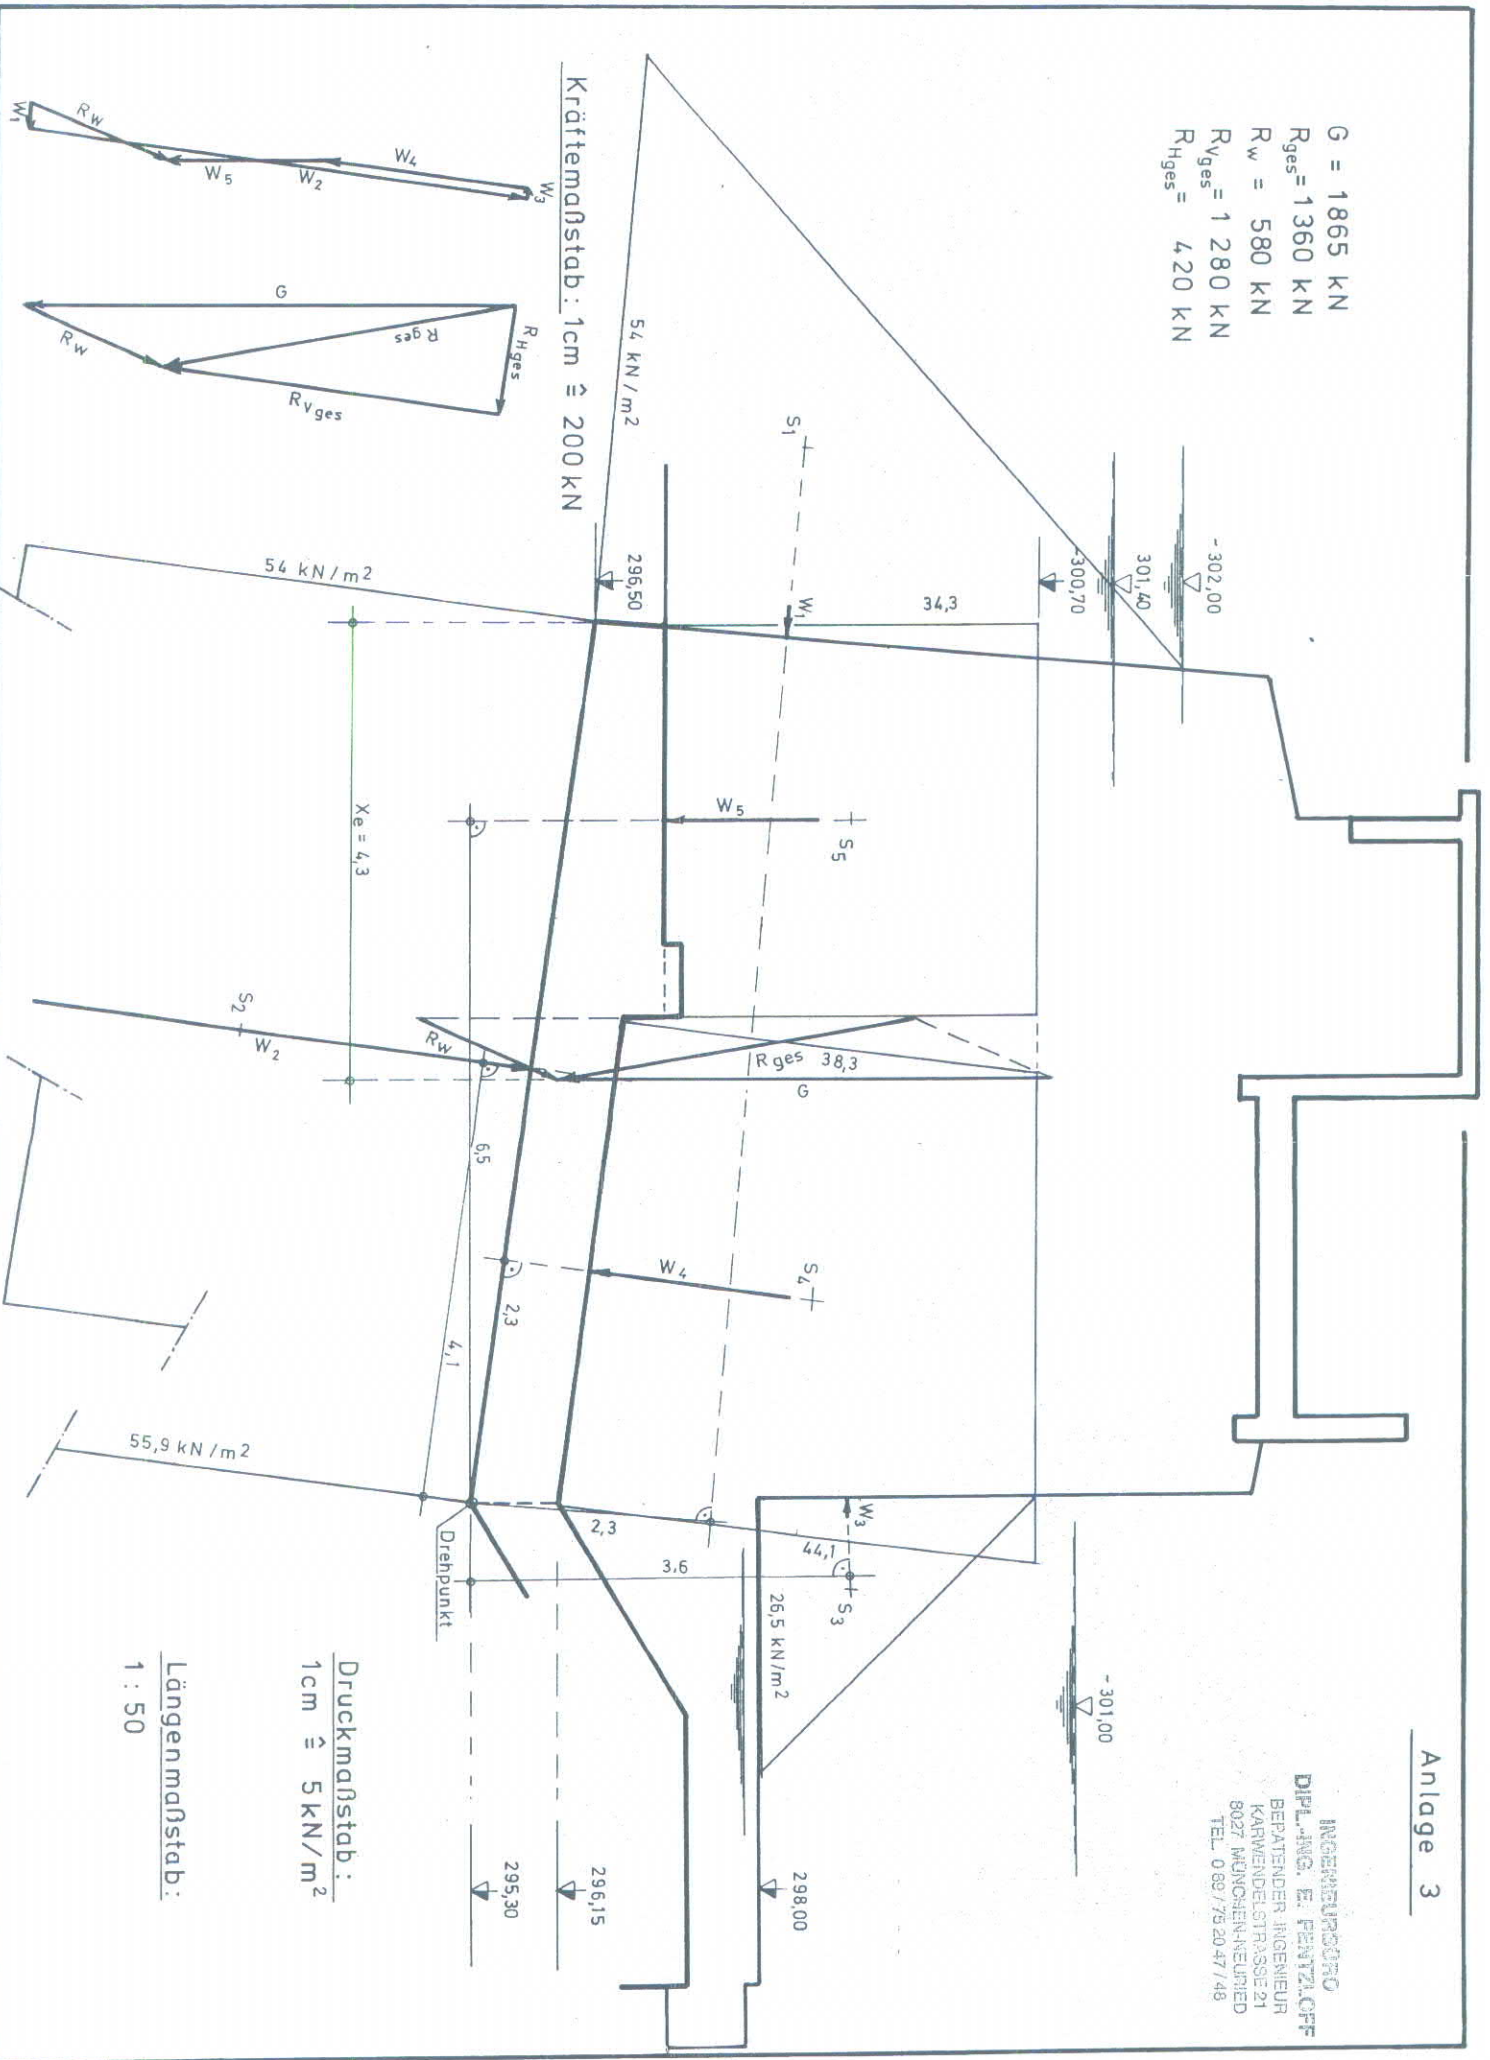 Anlage 3
INGENIEURBÜRO
DIPL.-ING. E. FENTZLOFF
BERATENDER INGENIEUR
KARWENDELSTRASSE 21
8027 MÜNCHEN-NEURIED
TEL. 089/75 20 47/48
G = 1865 kN
Rges = 1360 kN
Rw = 580 kN
RVges = 1 280 kN
RHges = 420 kN
-302,00
301,40
-300,70
-301,00
34,3
S1
W1
S5
W5
296,50
54 kN/m2
Kräftemaßstab: 1cm ≙ 200 kN
W3
W4
W2
W5
Rw
W1
RHges
Rges
G
RVges
Rw
54 kN/m2
Xe = 4,3
S2
W2
Rw
Rges
38,3
G
6,5
W4
S4
2,3
4,1
55,9 kN/m2
Drehpunkt
2,3
3,6
44,1
W3
S3
26,5 kN/m2
298,00
296,15
295,30
Druckmaßstab:
1cm ≙ 5 kN/m2
Längenmaßstab:
1 : 50